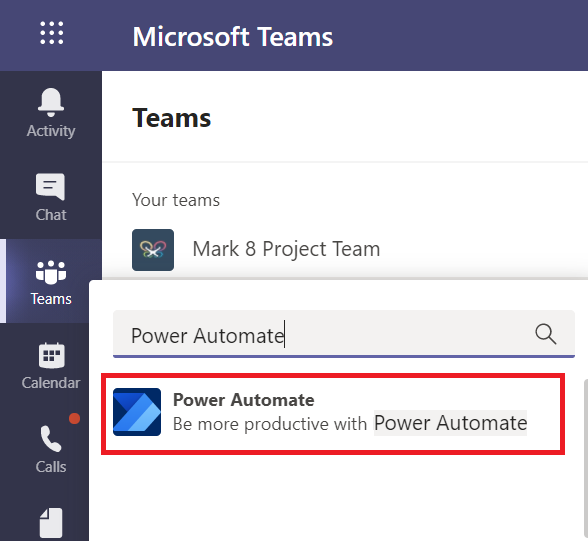 Microsoft Teams
Activity
Chat
Teams
Calendar
Calls
Teams
Your teams
Mark 8 Project Team
Power Automate
Power Automate
Be more productive with Power Automate